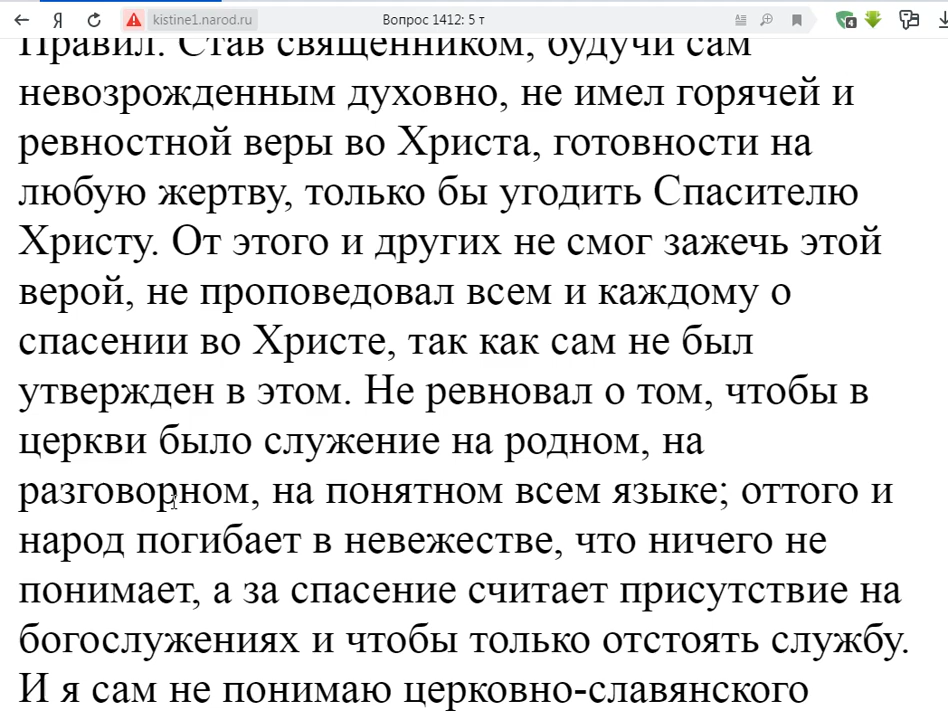 Я kistine1.narod.ru Вопрос 1412: 5 т 4
Правил. Став священником, будучи сам
невозрожденным духовно, не имел горячей и
ревностной веры во Христа, готовности на
любую жертву, только бы угодить Спасителю
Христу. От этого и других не смог зажечь этой
верой, не проповедовал всем и каждому о
спасении во Христе, так как сам не был
утвержден в этом. Не ревновал о том, чтобы в
церкви было служение на родном, на
разговорном, на понятном всем языке; оттого и
народ погибает в невежестве, что ничего не
понимает, а за спасение считает присутствие на
богослужениях и чтобы только отстоять службу.
И я сам не понимаю церковно-славянского